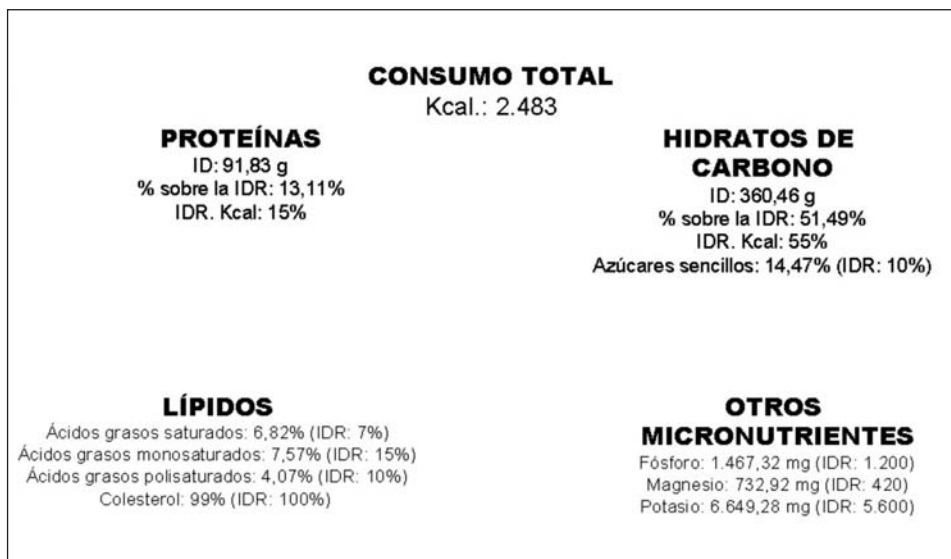 CONSUMO TOTAL
Kcal.: 2.483
PROTEÍNAS
ID: 91,83 g
% sobre la IDR: 13,11%
IDR. Kcal: 15%
HIDRATOS DE
CARBONO
ID: 360,46 g
% sobre la IDR: 51,49%
IDR. Kcal: 55%
Azúcares sencillos: 14,47% (IDR: 10%)
LÍPIDOS
Ácidos grasos saturados: 6,82% (IDR: 7%)
Ácidos grasos monosaturados: 7,57% (IDR: 15%)
Ácidos grasos polisaturados: 4,07% (IDR: 10%)
Colesterol: 99% (IDR: 100%)
OTROS
MICRONUTRIENTES
Fósforo: 1.467,32 mg (IDR: 1.200)
Magnesio: 732,92 mg (IDR: 420)
Potasio: 6.649,28 mg (IDR: 5.600)